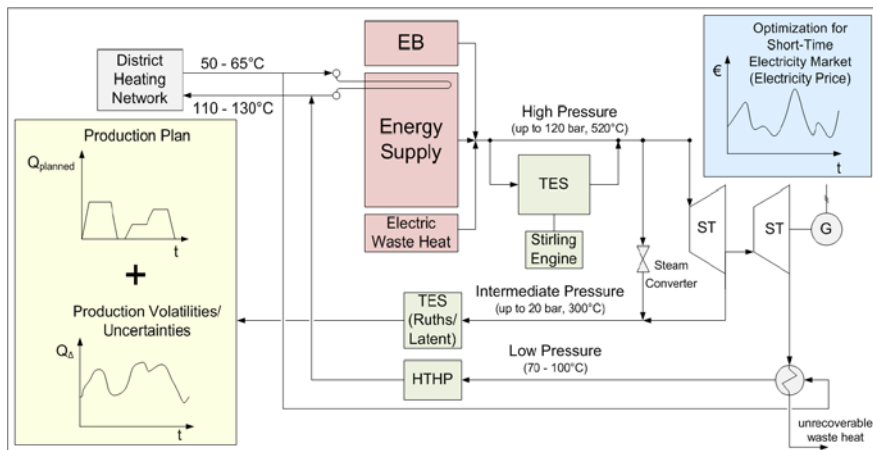 District
Heating
Network
50 - 65°C
110 - 130°C
EB
Energy
Supply
Electric
Waste Heat
High Pressure
(up to 120 bar, 520°C)
TES
Stirling
Engine
Optimization for
Short-Time
Electricity Market
(Electricity Price)
€
t
ST
ST
G
Steam
Converter
Production Plan
Qplanned
t
+
Production Volatilities/
Uncertainties
QΔ
t
TES
(Ruths/
Latent)
Intermediate Pressure
(up to 20 bar, 300°C)
HTHP
Low Pressure
(70 - 100°C)
unrecoverable
waste heat